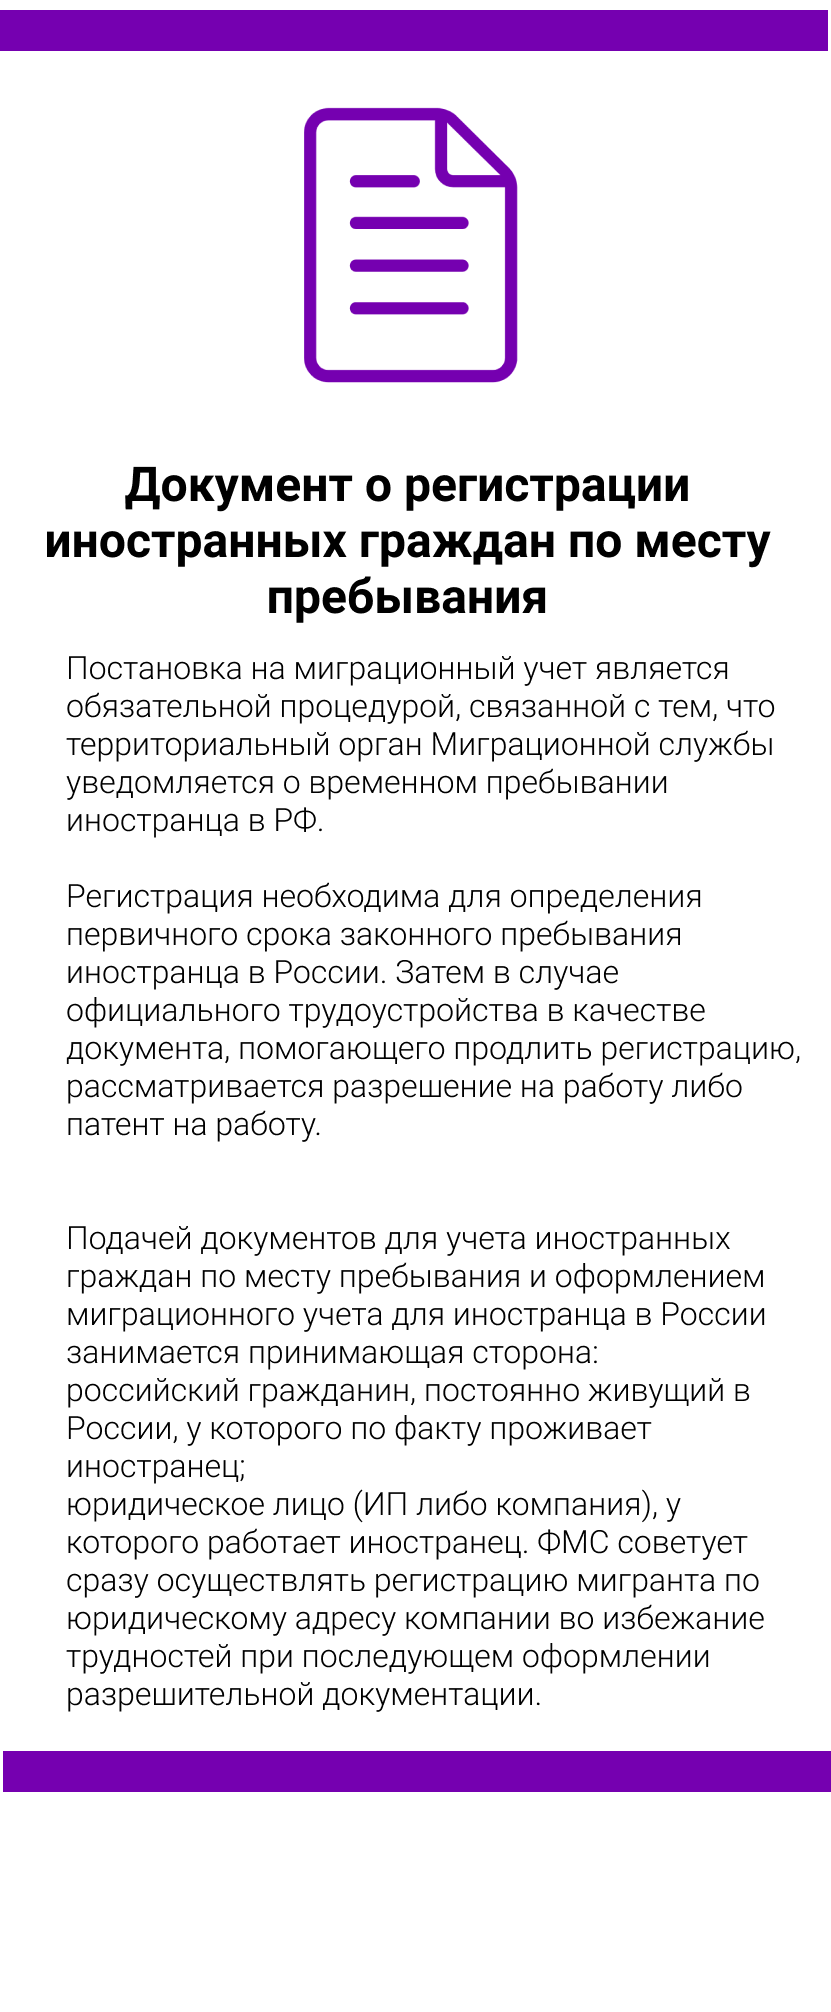 Документ о регистрации
иностранных граждан по месту
пребывания
Постановка на миграционный учет является
обязательной процедурой, связанной с тем, что
территориальный орган Миграционной службы
уведомляется о временном пребывании
иностранца в РФ.
Регистрация необходима для определения
первичного срока законного пребывания
иностранца в России. Затем в случае
официального трудоустройства в качестве
документа, помогающего продлить регистрацию,
рассматривается разрешение на работу либо
патент на работу.
Подачей документов для учета иностранных
граждан по месту пребывания и оформлением
миграционного учета для иностранца в России
занимается принимающая сторона:
российский гражданин, постоянно живущий в
России, у которого по факту проживает
иностранец;
юридическое лицо (ИП либо компания), у
которого работает иностранец. ФМС советует
сразу осуществлять регистрацию мигранта по
юридическому адресу компании во избежание
трудностей при последующем оформлении
разрешительной документации.